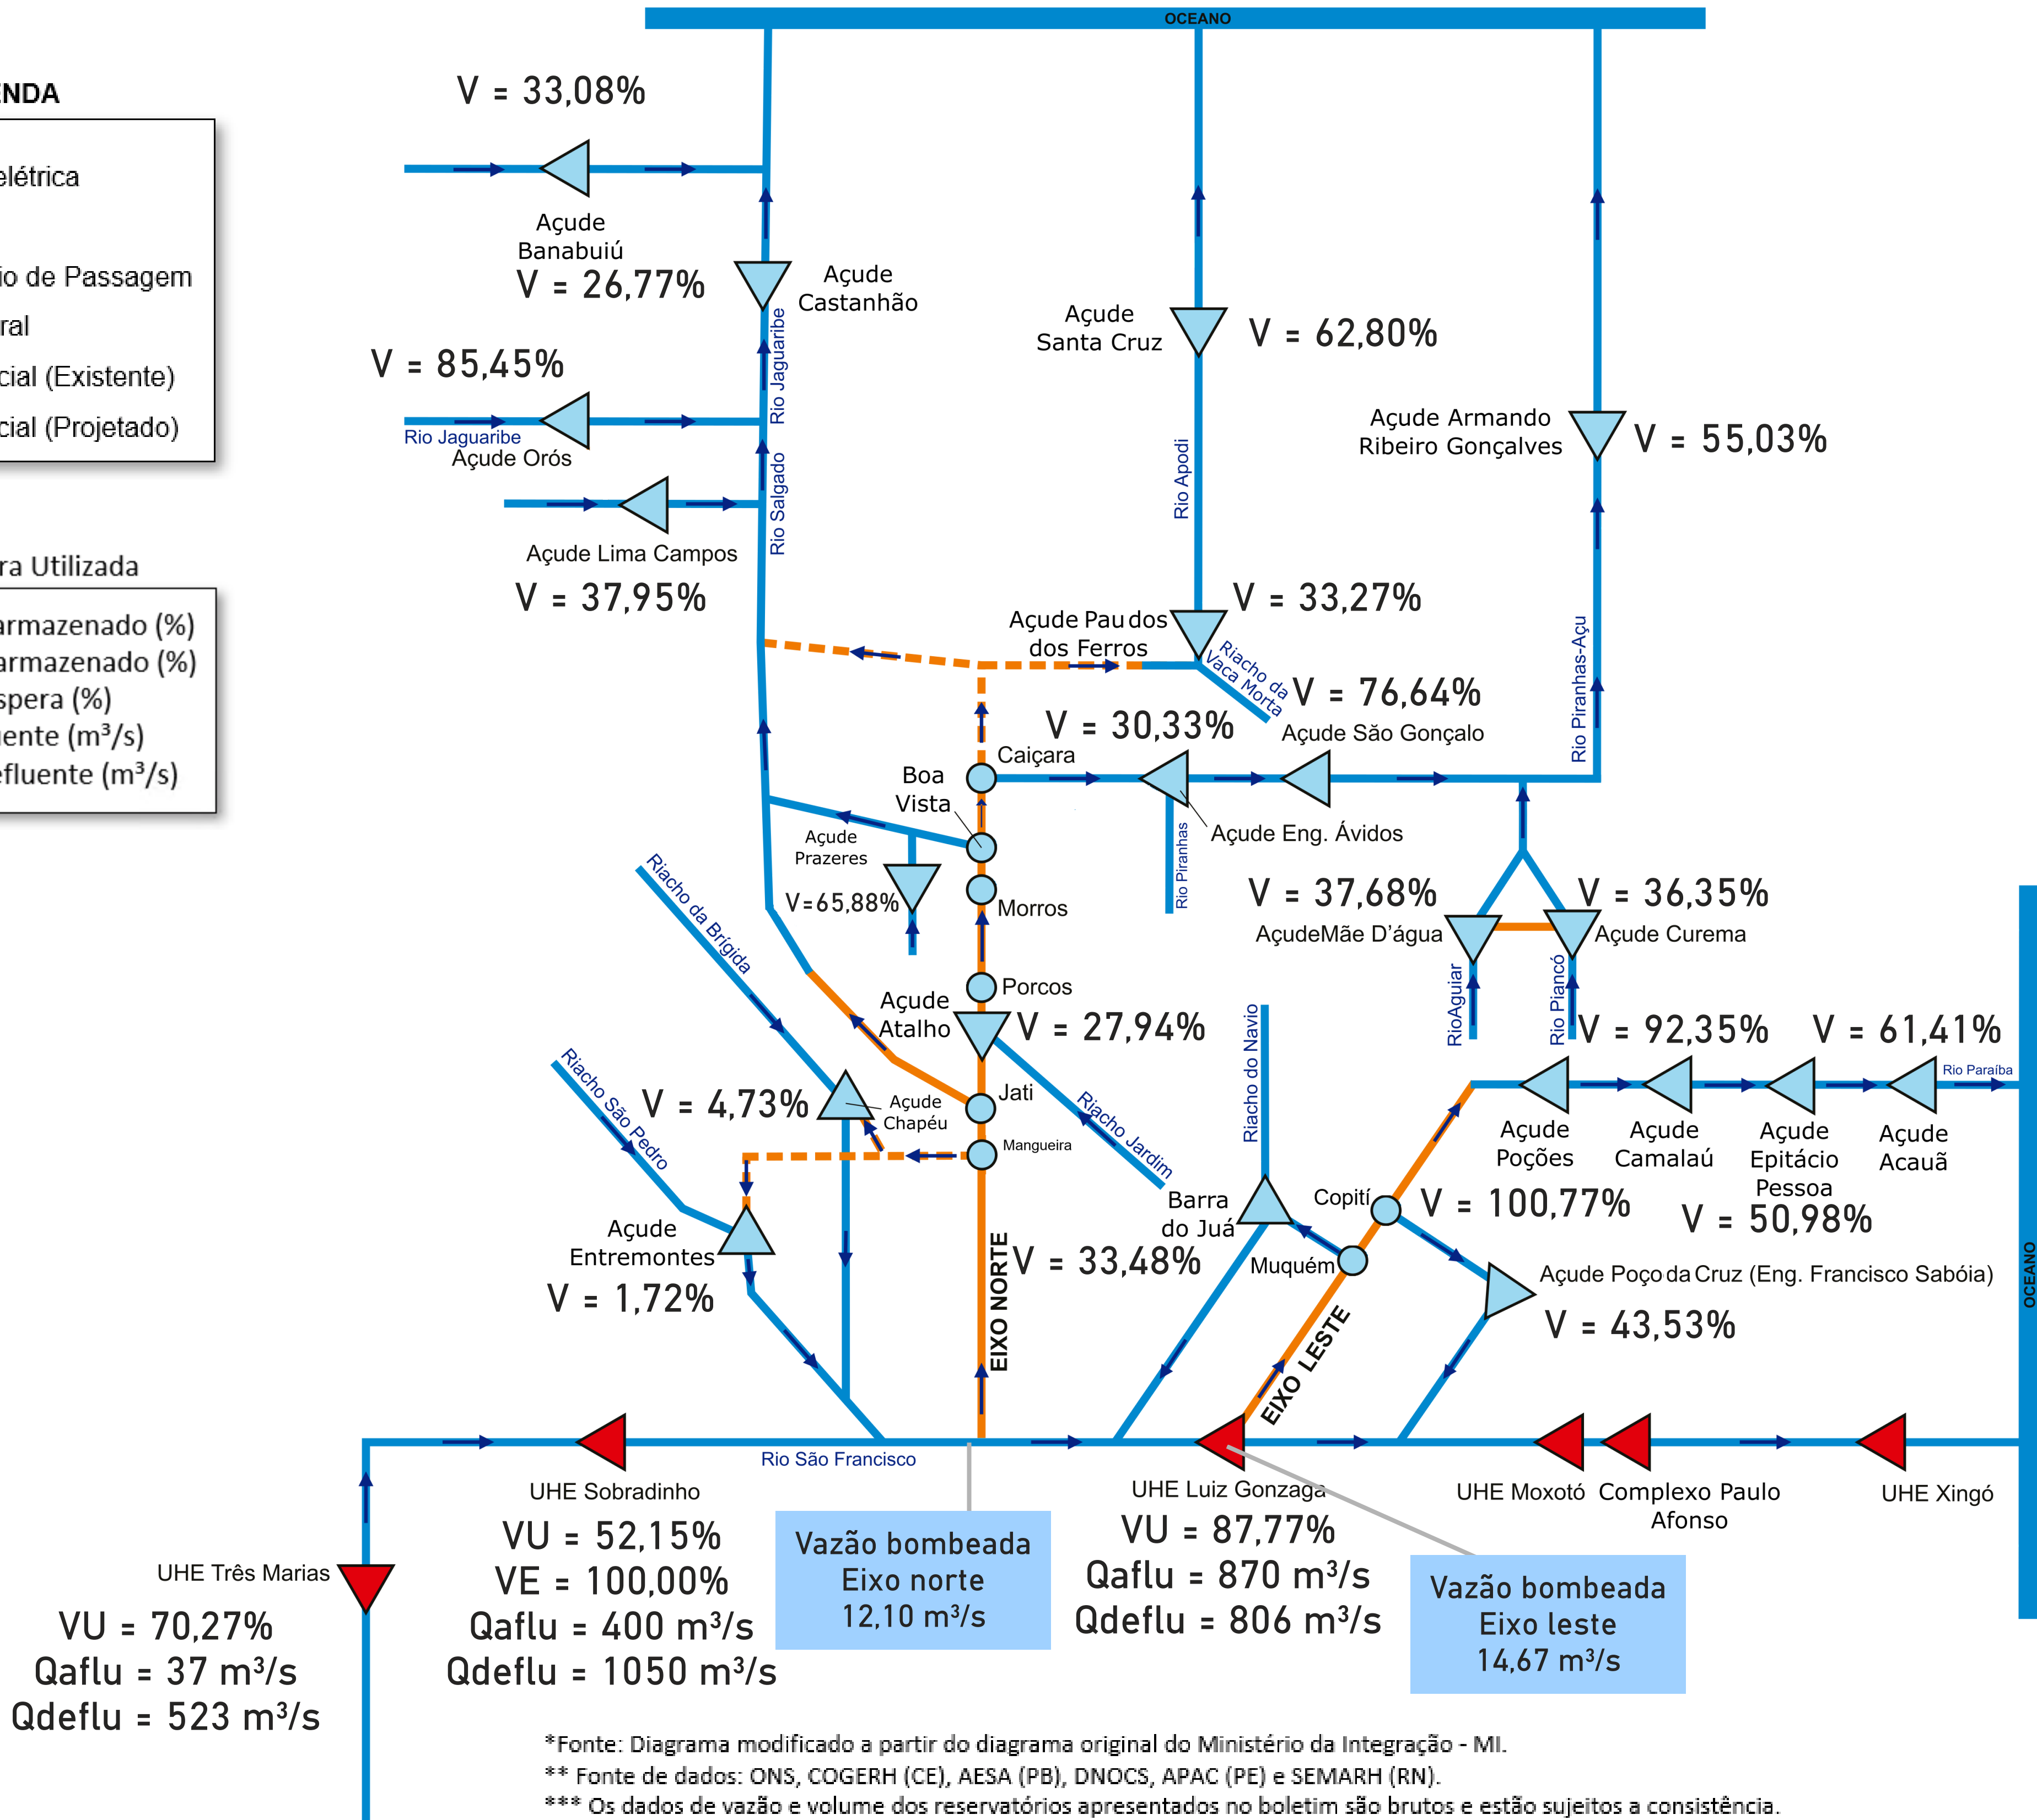 OCEANO
ENDA
elétrica
io de Passagem
ral
cial (Existente)
cial (Projetado)
ra Utilizada
armazenado (%)
armazenado (%)
spera (%)
uente (m³/s)
efluente (m³/s)
V = 33,08%
Açude
Banabuiú
V = 26,77%
Açude
Castanhão
V = 85,45%
Rio Jaguaribe
Açude Orós
Rio Jaguaribe
Rio Salgado
Açude Lima Campos
V = 37,95%
Açude
Santa Cruz
V = 62,80%
Rio Apodi
Açude Armando
Ribeiro Gonçalves
V = 55,03%
Rio Piranhas-Açu
Açude Pau dos
dos Ferros
V = 33,27%
Riacho da
Vaca Morta
V = 76,64%
Açude São Gonçalo
V = 30,33%
Caiçara
Boa
Vista
Açude Eng. Ávidos
Rio Piranhas
Açude
Prazeres
V=65,88%
Morros
Porcos
Riacho da Brígida
Açude
Atalho
V = 27,94%
V = 37,68%
AçudeMãe D'água
V = 36,35%
Açude Curema
RioAguiar
Rio Piancó
V = 92,35%
V = 61,41%
Rio Paraíba
Riacho São Pedro
V = 4,73%
Açude
Chapéu
Jati
Mangueira
Riacho Jardim
Riacho do Navio
Açude
Poções
Açude
Camalaú
Açude
Epitácio
Pessoa
Açude
Acauã
V = 100,77%
V = 50,98%
Barra
do Juá
Copití
Muquém
V = 33,48%
Açude
Entremontes
V = 1,72%
EIXO NORTE
EIXO LESTE
Açude Poço da Cruz (Eng. Francisco Sabóia)
V = 43,53%
OCEANO
Rio São Francisco
UHE Sobradinho
VU = 52,15%
VE = 100,00%
Qaflu = 400 m³/s
Qdeflu = 1050 m³/s
Vazão bombeada
Eixo norte
12,10 m³/s
UHE Luiz Gonzaga
VU = 87,77%
Qaflu = 870 m³/s
Qdeflu = 806 m³/s
Vazão bombeada
Eixo leste
14,67 m³/s
UHE Moxotó
Complexo Paulo
Afonso
UHE Xingó
UHE Três Marias
VU = 70,27%
Qaflu = 37 m³/s
Qdeflu = 523 m³/s
*Fonte: Diagrama modificado a partir do diagrama original do Ministério da Integração - MI.
** Fonte de dados: ONS, COGERH (CE), AESA (PB), DNOCS, APAC (PE) e SEMARH (RN).
*** Os dados de vazão e volume dos reservatórios apresentados no boletim são brutos e estão sujeitos a consistência.